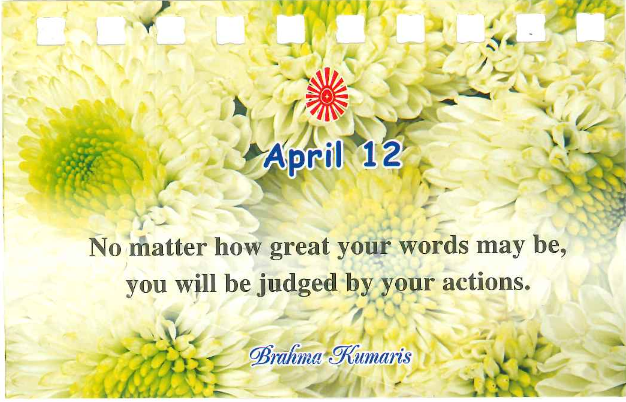 April 12
No matter how great your words may be,
you will be judged by your actions.
Brahma Kumaris